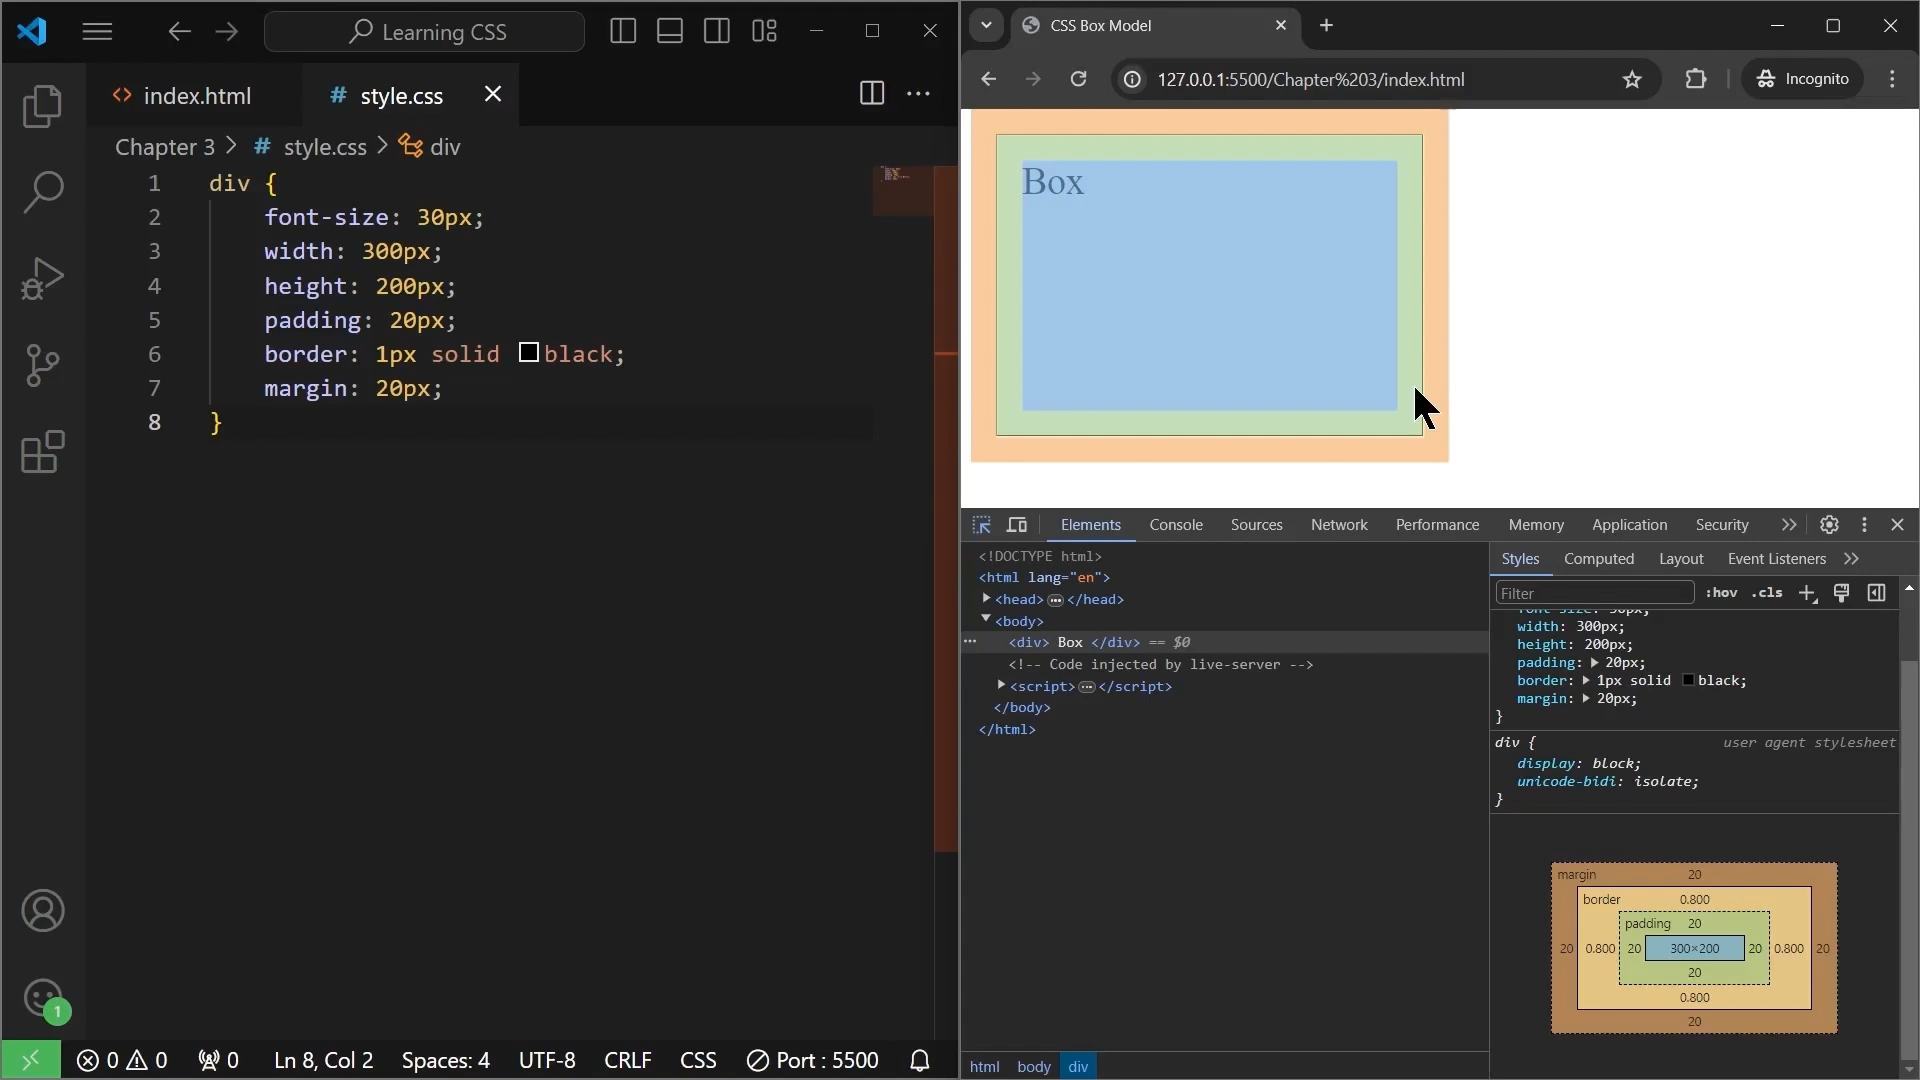 Learning CSS
index.html
style.css
Chapter 3 > # style.css > div
1 div {
2 font-size: 30px;
3 width: 300px;
4 height: 200px;
5 padding: 20px;
6 border: 1px solid black;
7 margin: 20px;
8 }
1
0 0 0 Ln 8, Col 2 Spaces: 4 UTF-8 CRLF CSS Port : 5500
CSS Box Model
127.0.0.1:5500/Chapter%203/index.html Incognito
Box
Elements Console Sources Network Performance Memory Application Security
<!DOCTYPE html>
<html lang="en">
<head> ... </head>
<body>
<div> Box </div> == $0
<!-- Code injected by live-server -->
<script> ... </script>
</body>
</html>
html body div
Styles Computed Layout Event Listeners
Filter :hov .cls
font-size: 30px;
width: 300px;
height: 200px;
padding: 20px;
border: 1px solid black;
margin: 20px;
}
div { user agent stylesheet
display: block;
unicode-bidi: isolate;
}
margin 20
border 0.800
padding 20
20 0.800 20 300×200 20 0.800 20
20
0.800
20